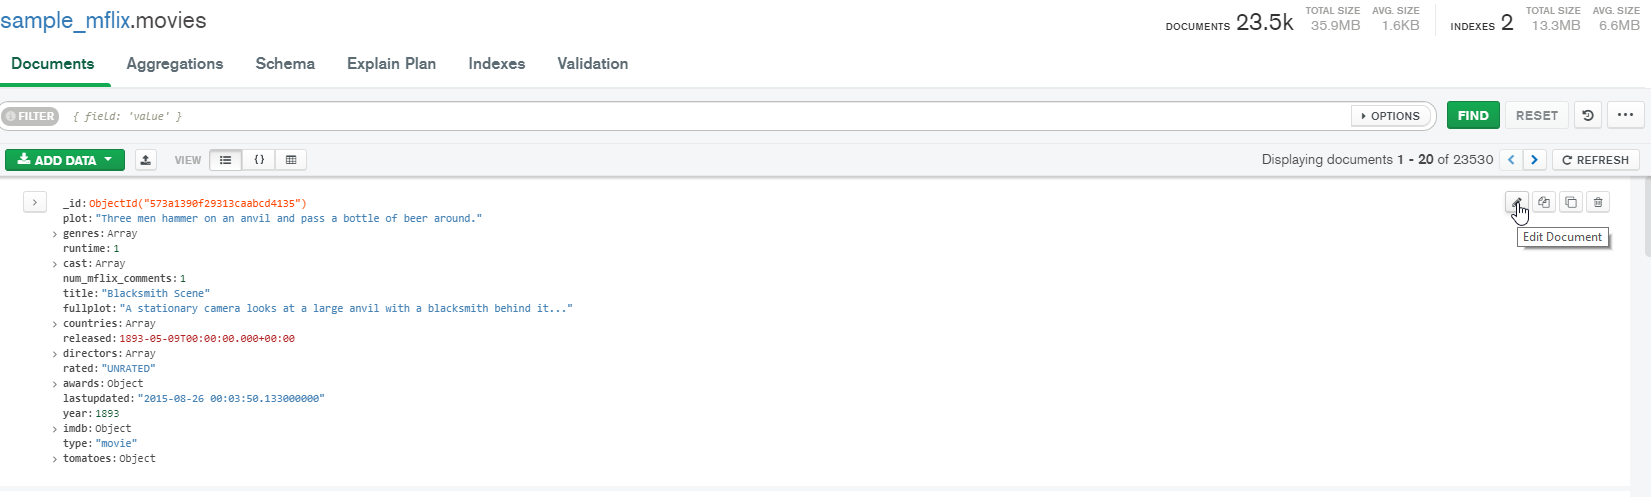 sample_mflix.movies
DOCUMENTS 23.5k TOTAL SIZE 35.9MB AVG. SIZE 1.6KB INDEXES 2 TOTAL SIZE 13.3MB AVG. SIZE 6.6MB
Documents Aggregations Schema Explain Plan Indexes Validation
FILTER { field: 'value' } OPTIONS FIND RESET
ADD DATA VIEW {} Displaying documents 1 - 20 of 23530 REFRESH
_id: ObjectId("573a1390f29313caabcd4135")
plot: "Three men hammer on an anvil and pass a bottle of beer around."
genres: Array
Edit Document
runtime: 1
cast: Array
num_mflix_comments: 1
title: "Blacksmith Scene"
fullplot: "A stationary camera looks at a large anvil with a blacksmith behind it..."
countries: Array
released: 1893-05-09T00:00:00.000+00:00
directors: Array
rated: "UNRATED"
awards: Object
lastupdated: "2015-08-26 00:03:50.133000000"
year: 1893
imdb: Object
type: "movie"
tomatoes: Object